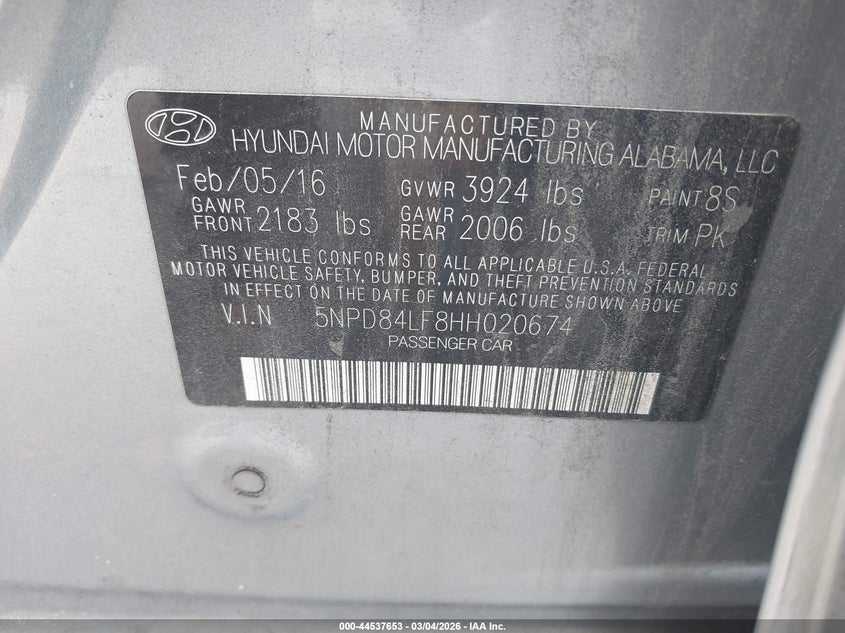 MANUFACTURED BY
HYUNDAI MOTOR MANUFACTURING ALABAMA, LLC
Feb/05/16 GVWR 3924 lbs PAINT 8S
GAWR FRONT 2183 lbs GAWR REAR 2006 lbs TRIM PK
THIS VEHICLE CONFORMS TO ALL APPLICABLE U.S.A. FEDERAL
MOTOR VEHICLE SAFETY, BUMPER, AND THEFT PREVENTION STANDARDS
IN EFFECT ON THE DATE OF MANUFACTURE SHOWN ABOVE
V.I.N 5NPD84LF8HH020674
PASSENGER CAR
000-44537653 - 03/04/2026 - IAA Inc.